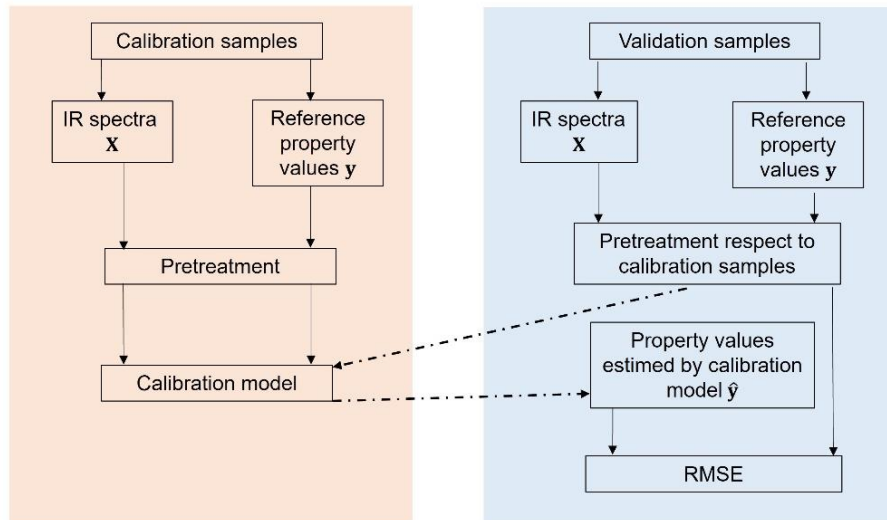 Calibration samples
IR spectra
X
Reference
property
values y
Pretreatment
Calibration model
Validation samples
IR spectra
X
Reference
property
values y
Pretreatment respect to
calibration samples
Property values
estimed by calibration
model ŷ
RMSE